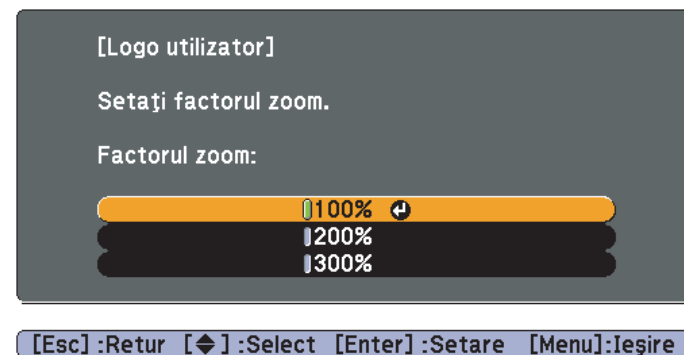 [Logo utilizator]
Setaţi factorul zoom.
Factorul zoom:
100%
200%
300%
[Esc] :Retur [◆] :Select [Enter] :Setare [Menu]:Ieşire